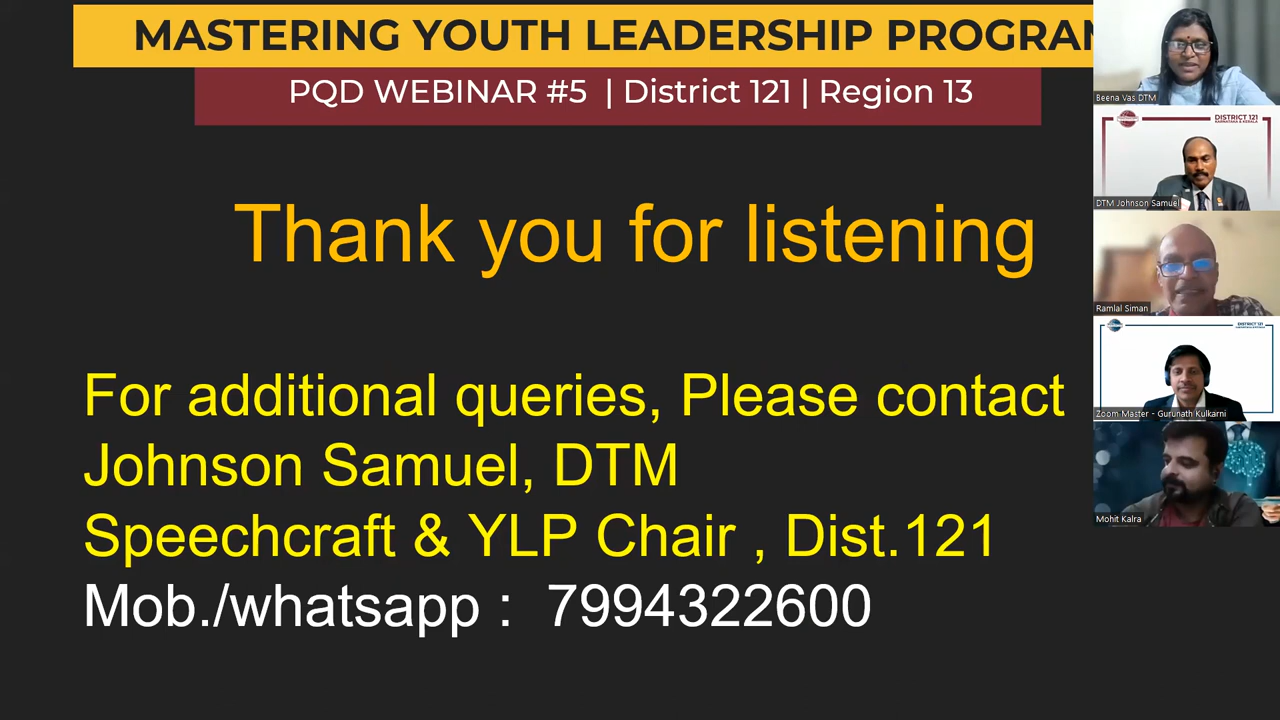 MASTERING YOUTH LEADERSHIP PROGRAM
PQD WEBINAR #5 | District 121 | Region 13
Thank you for listening
For additional queries, Please contact
Johnson Samuel, DTM
Speechcraft & YLP Chair , Dist.121
Mob./whatsapp : 7994322600
Beena Vas DTM
DISTRICT 121
KARNATAKA & KERALA
DTM Johnson Samuel
Ramlal Siman
DISTRICT 121
Zoom Master - Gurunath Kulkarni
Mohit Kalra